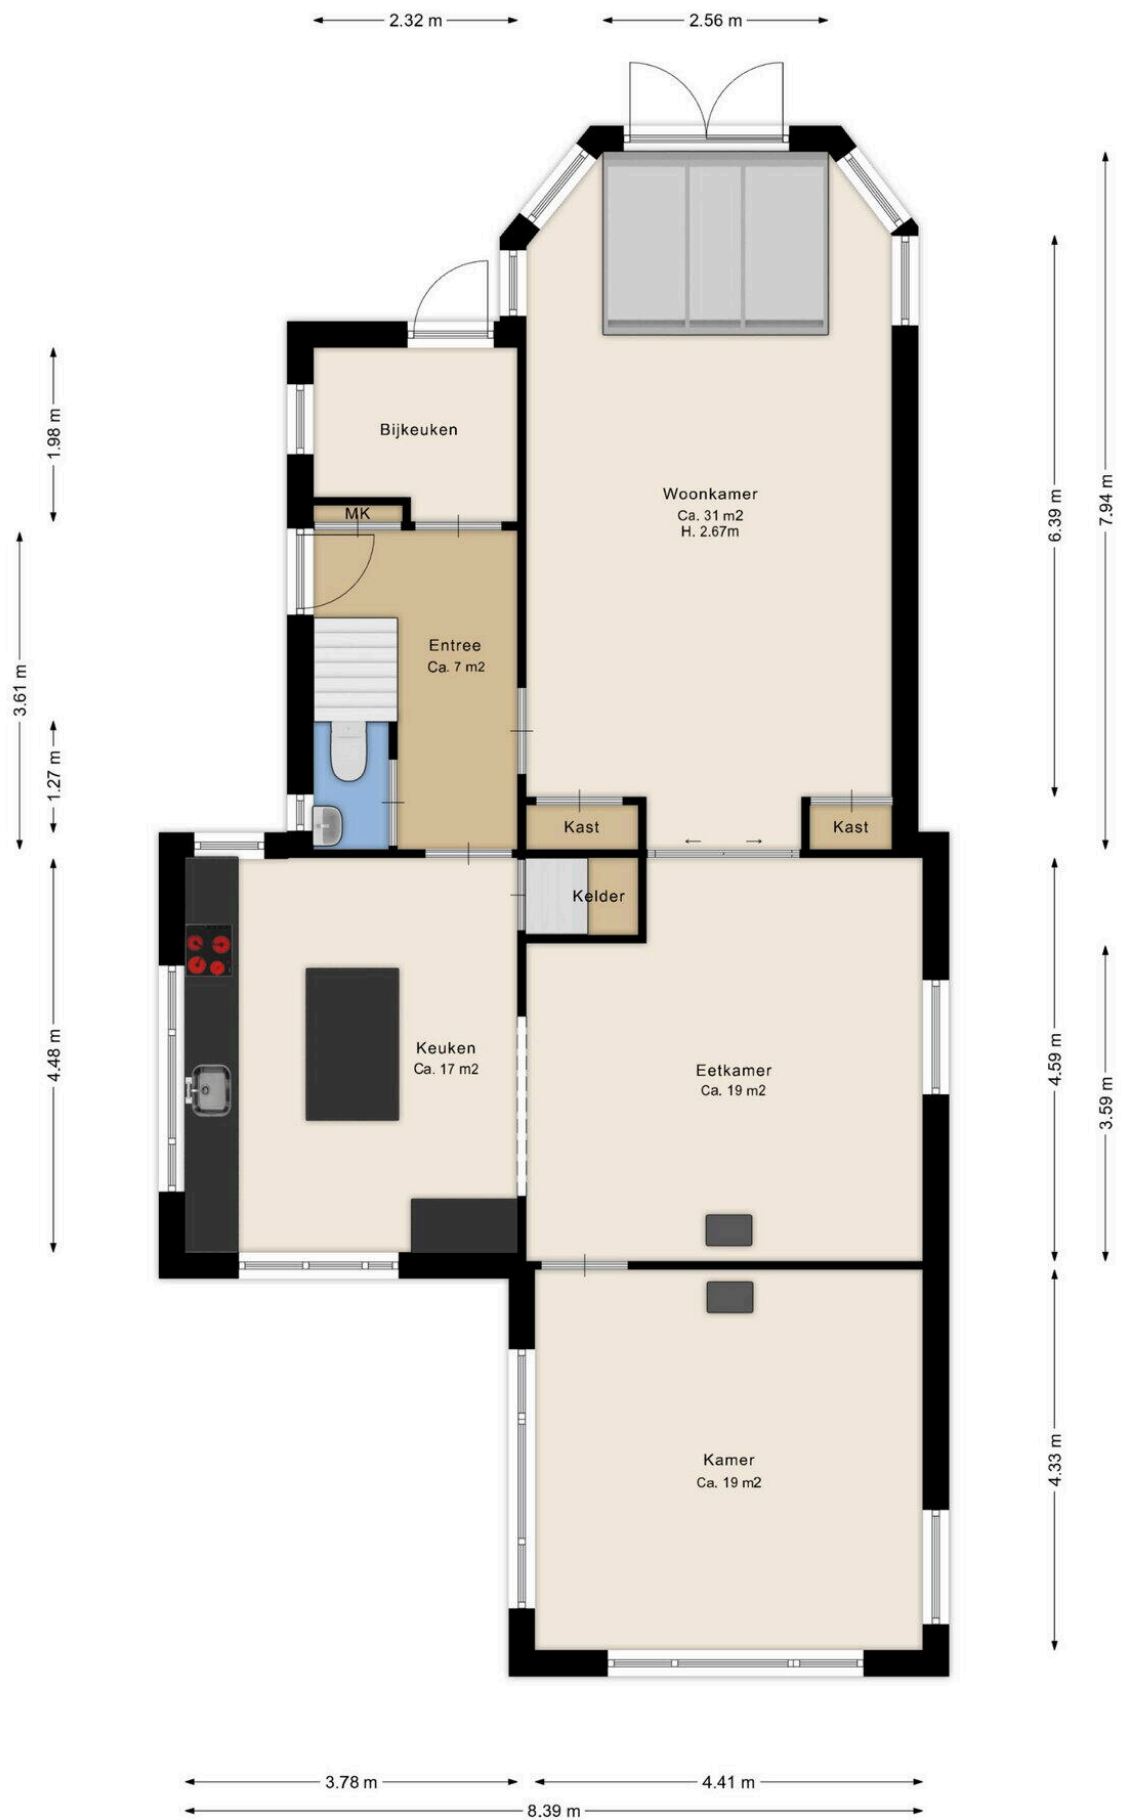 2.32 m
2.56 m
Bijkeuken
MK
Woonkamer
Ca. 31 m2
H. 2.67m
Entree
Ca. 7 m2
Kast
Kast
Kelder
Keuken
Ca. 17 m2
Eetkamer
Ca. 19 m2
Kamer
Ca. 19 m2
1.98 m
3.61 m
1.27 m
4.48 m
6.39 m
7.94 m
4.59 m
3.59 m
4.33 m
3.78 m
4.41 m
8.39 m